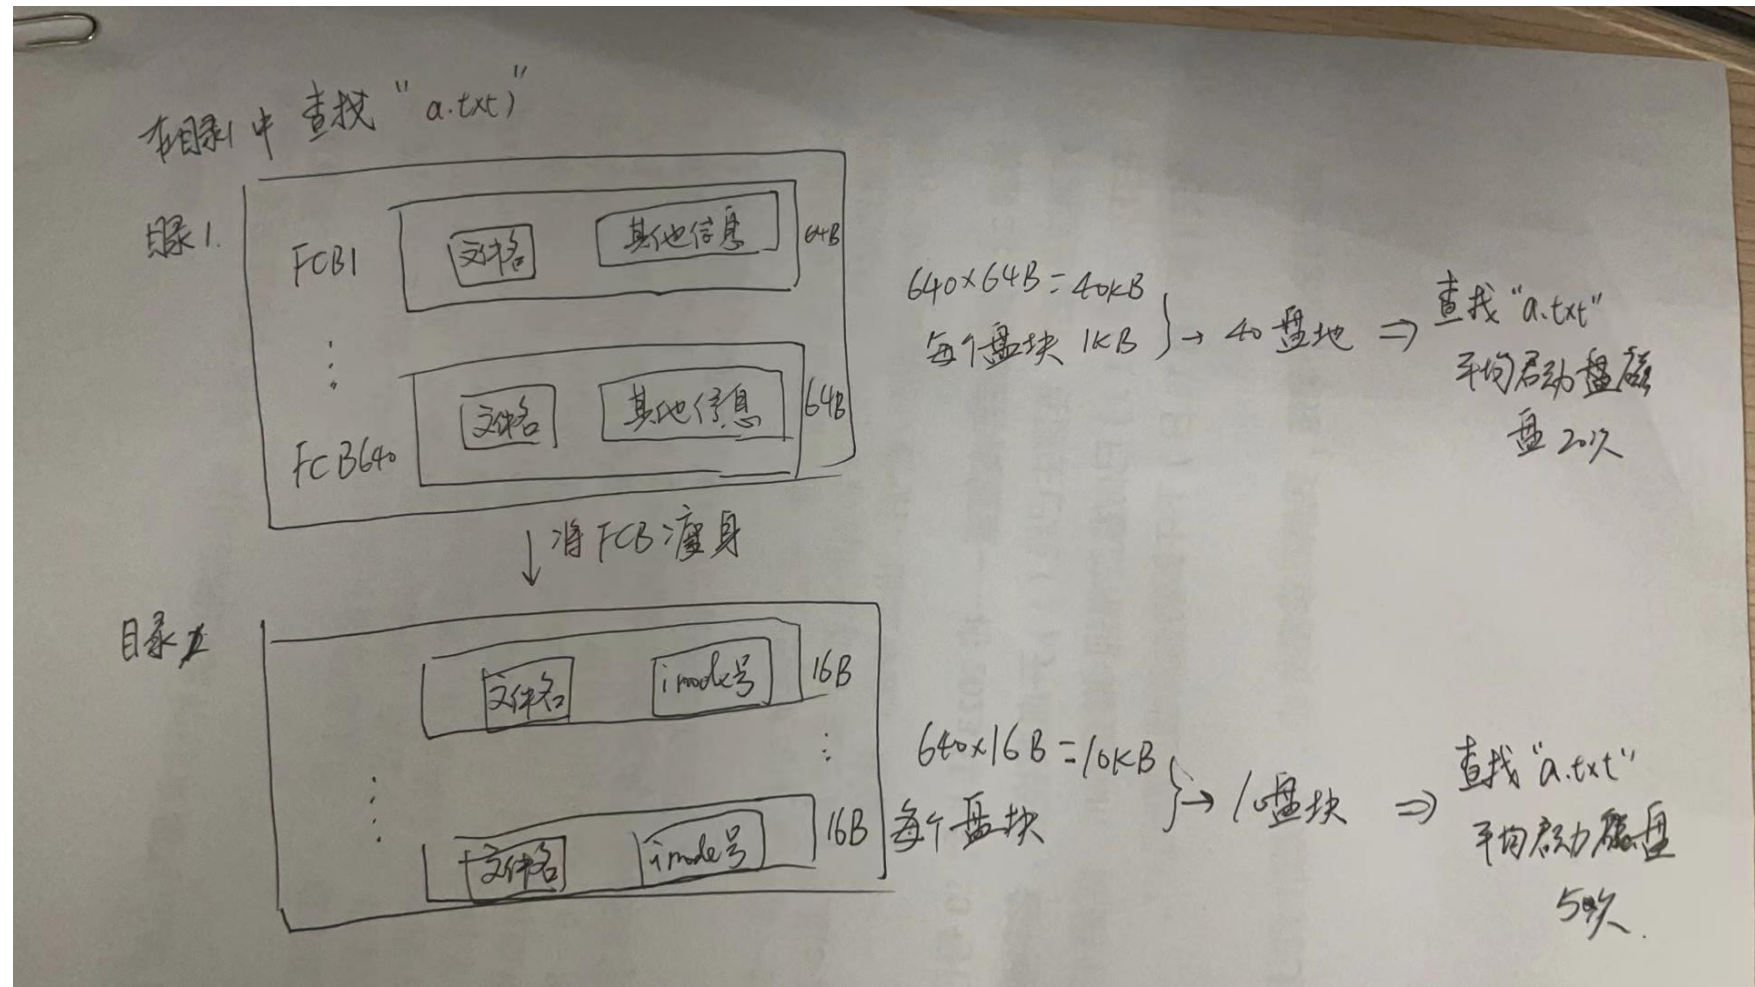 在目录1中 查找 "a.txt"
目录1.
FCB1
文件名
其他信息
64B
FCB640
文件名
其他信息
64B
640×64B=40KB
每个盘块 1KB
→ 40盘地 ⇒
查找"a.txt"
平均启动磁
盘 20次
↓ 将FCB瘦身
目录
文件名
inode号
16B
文件名
inode号
16B
640×16B=10KB
每个盘块
→ 10盘块 ⇒
查找"a.txt"
平均启动磁盘
5次.